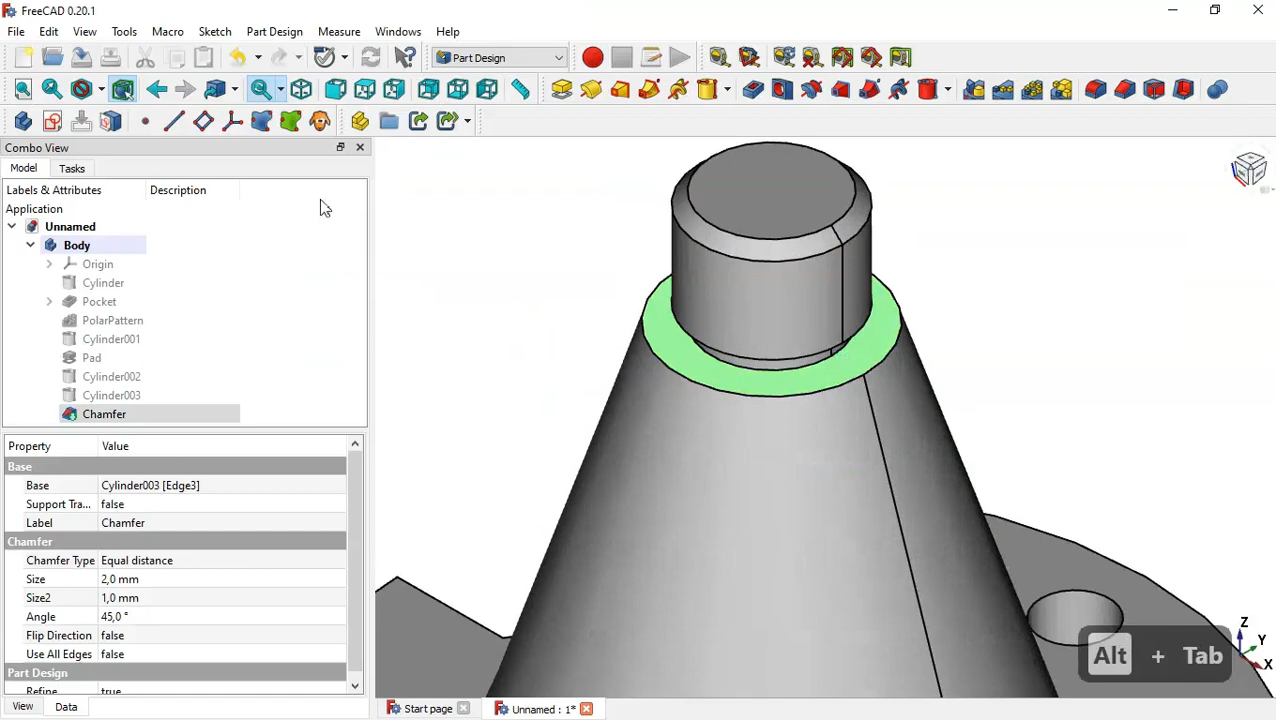 FreeCAD 0.20.1
File Edit View Tools Macro Sketch Part Design Measure Windows Help
Part Design
Combo View
Model Tasks
Labels & Attributes Description
Application
Unnamed
Body
Origin
Cylinder
Pocket
PolarPattern
Cylinder001
Pad
Cylinder002
Cylinder003
Chamfer
Property Value
Base
Base Cylinder003 [Edge3]
Support Tra... false
Label Chamfer
Chamfer
Chamfer Type Equal distance
Size 2,0 mm
Size2 1,0 mm
Angle 45,0 °
Flip Direction false
Use All Edges false
Part Design
Refine true
View Data
Start page Unnamed : 1*
Alt + Tab
Z
Y
X